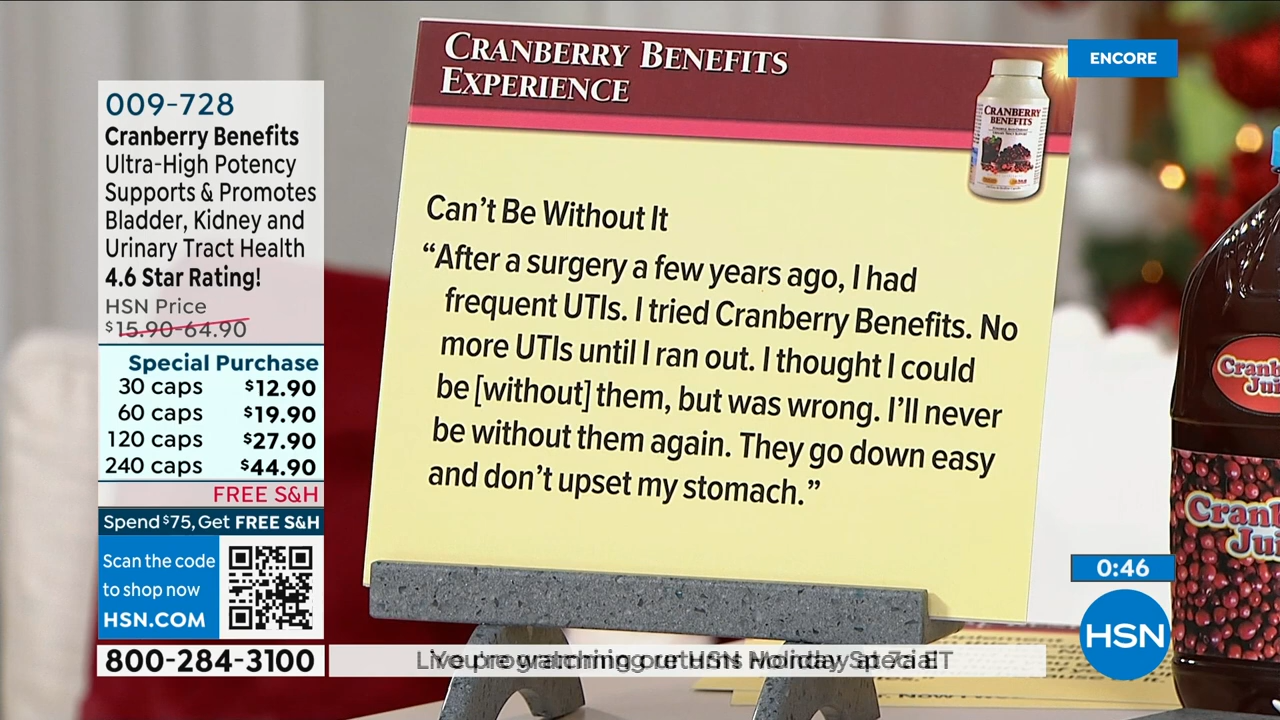 009-728
Cranberry Benefits
Ultra-High Potency
Supports & Promotes
Bladder, Kidney and
Urinary Tract Health
4.6 Star Rating!
HSN Price
$15.90-64.90
Special Purchase
30 caps $12.90
60 caps $19.90
120 caps $27.90
240 caps $44.90
FREE S&H
Spend $75, Get FREE S&H
Scan the code
to shop now
HSN.COM
800-284-3100
CRANBERRY BENEFITS
EXPERIENCE
CRANBERRY
BENEFITS
Can't Be Without It
“After a surgery a few years ago, I had
frequent UTIs. I tried Cranberry Benefits. No
more UTIs until I ran out. I thought I could
be [without] them, but was wrong. I'll never
be without them again. They go down easy
and don't upset my stomach.”
ENCORE
0:46
HSN